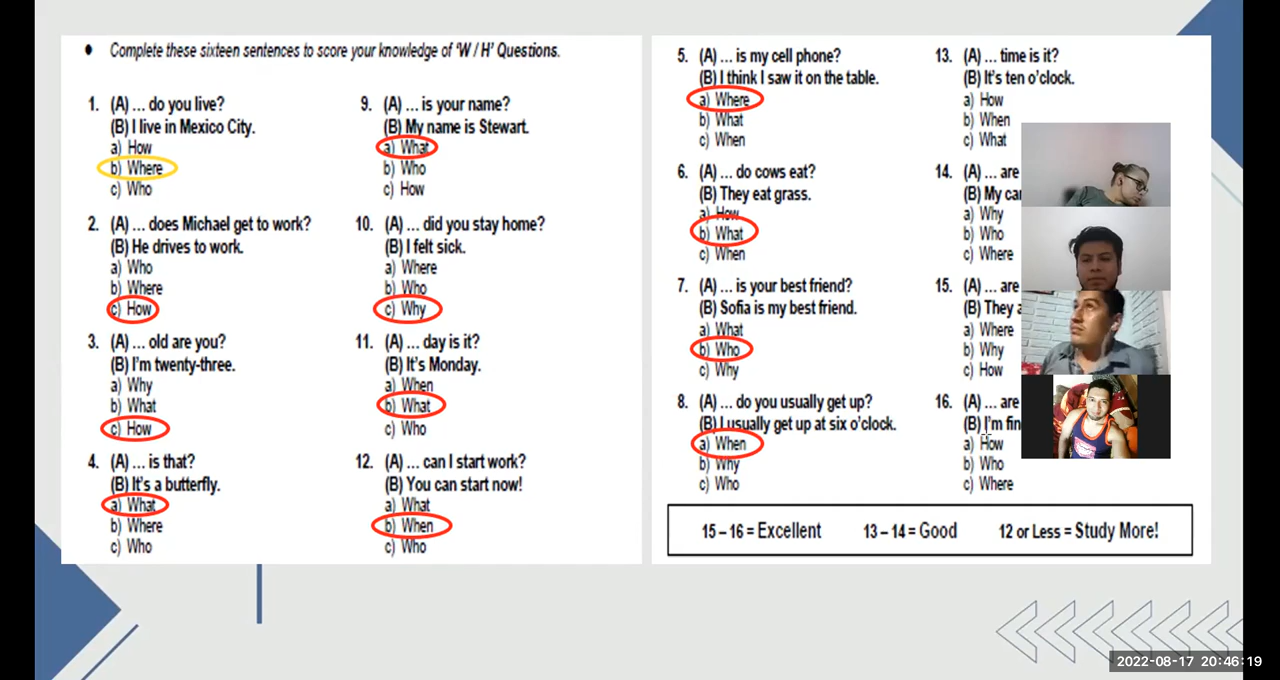 Complete these sixteen sentences to score your knowledge of 'W / H' Questions.
1. (A) ... do you live?
(B) I live in Mexico City.
a) How
b) Where
c) Who
2. (A) ... does Michael get to work?
(B) He drives to work.
a) Who
b) Where
c) How
3. (A) ... old are you?
(B) I'm twenty-three.
a) Why
b) What
c) How
4. (A) ... is that?
(B) It's a butterfly.
a) What
b) Where
c) Who
9. (A) ... is your name?
(B) My name is Stewart.
a) What
b) Who
c) How
10. (A) ... did you stay home?
(B) I felt sick.
a) Where
b) Who
c) Why
11. (A) ... day is it?
(B) It's Monday.
a) When
b) What
c) Who
12. (A) ... can I start work?
(B) You can start now!
a) What
b) When
c) Who
5. (A) ... is my cell phone?
(B) I think I saw it on the table.
a) Where
b) What
c) When
6. (A) ... do cows eat?
(B) They eat grass.
a) How
b) What
c) When
7. (A) ... is your best friend?
(B) Sofia is my best friend.
a) What
b) Who
c) Why
8. (A) ... do you usually get up?
(B) I usually get up at six o'clock.
a) When
b) Why
c) Who
13. (A) ... time is it?
(B) It's ten o'clock.
a) How
b) When
c) What
14. (A) ... are
(B) My
a) Why
b) Who
c) Where
15. (A) ... are
(B) They
a) Where
b) Why
c) How
16. (A) ... are
(B) I'm
a) How
b) Who
c) Where
15 – 16 = Excellent 13 – 14 = Good 12 or Less = Study More!
2022-08-17 20:46:19